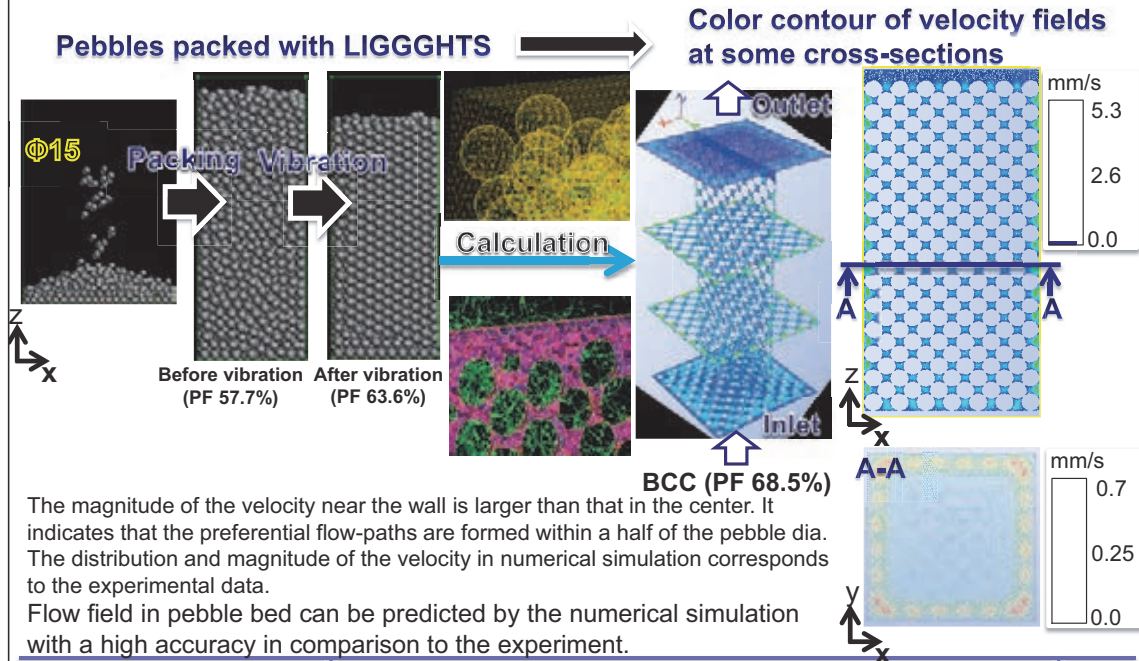 Pebbles packed with LIGGGHTS
Color contour of velocity fields
at some cross-sections
Φ15
Packing
Vibration
Calculation
Outlet
Inlet
mm/s
5.3
2.6
0.0
A
A
z
x
Before vibration
(PF 57.7%)
After vibration
(PF 63.6%)
BCC (PF 68.5%)
z
x
A-A
mm/s
0.7
0.25
0.0
y
x
The magnitude of the velocity near the wall is larger than that in the center. It
indicates that the preferential flow-paths are formed within a half of the pebble dia.
The distribution and magnitude of the velocity in numerical simulation corresponds
to the experimental data.
Flow field in pebble bed can be predicted by the numerical simulation
with a high accuracy in comparison to the experiment.